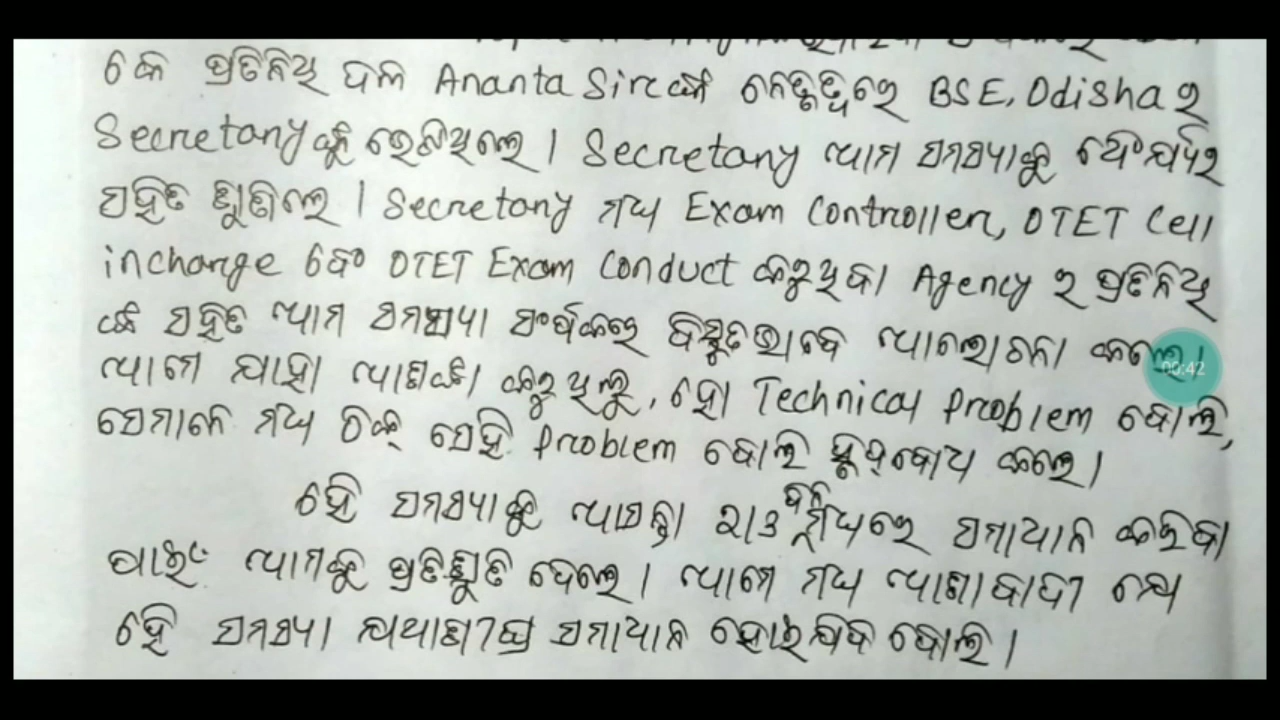 କେ ପ୍ରତିନିଧି ଦଳ Ananta Sirଙ୍କ ନେତୃତ୍ୱରେ BSE, Odisha ର
Secretaryଙ୍କୁ ଭେଟିଥିଲେ । Secretary ଆମ ସମସ୍ୟାକୁ ଧୈର୍ଯ୍ୟର
ସହିତ ଶୁଣିଲେ । Secretary ମଧ୍ୟ Exam Controller, OTET Cell
incharge ଓ OTET Exam Conduct କରୁଥିବା Agency ର ପ୍ରତିନିଧି
ଙ୍କ ସହିତ ଆମ ସମସ୍ୟା ସଂପର୍କରେ ବିସ୍ତୃତଭାବେ ଆଲୋଚନା କଲେ।
ଆମେ ଯାହା ଆଶଙ୍କା କରୁଥିଲୁ, ସେ Technical Problem ବୋଲି,
ସେମାନେ ମଧ୍ୟ ଠିକ୍ ସେହି Problem ବୋଲି ହୃଦ୍‌ବୋଧ କଲେ ।
ଏହି ସମସ୍ୟାକୁ ଆସନ୍ତା ୨ା୩ ଦିନ ମଧ୍ୟରେ ସମାଧାନ କରିବା
ପାଇଁ ଆମକୁ ପ୍ରତିଶ୍ରୁତି ଦେଲେ । ଆମେ ମଧ୍ୟ ଆଶାବାଦୀ ଯେ
ଏହି ସମସ୍ୟା ଯଥାଶୀଘ୍ର ସମାଧାନ ହୋଇଯିବ ବୋଲି ।
00:42